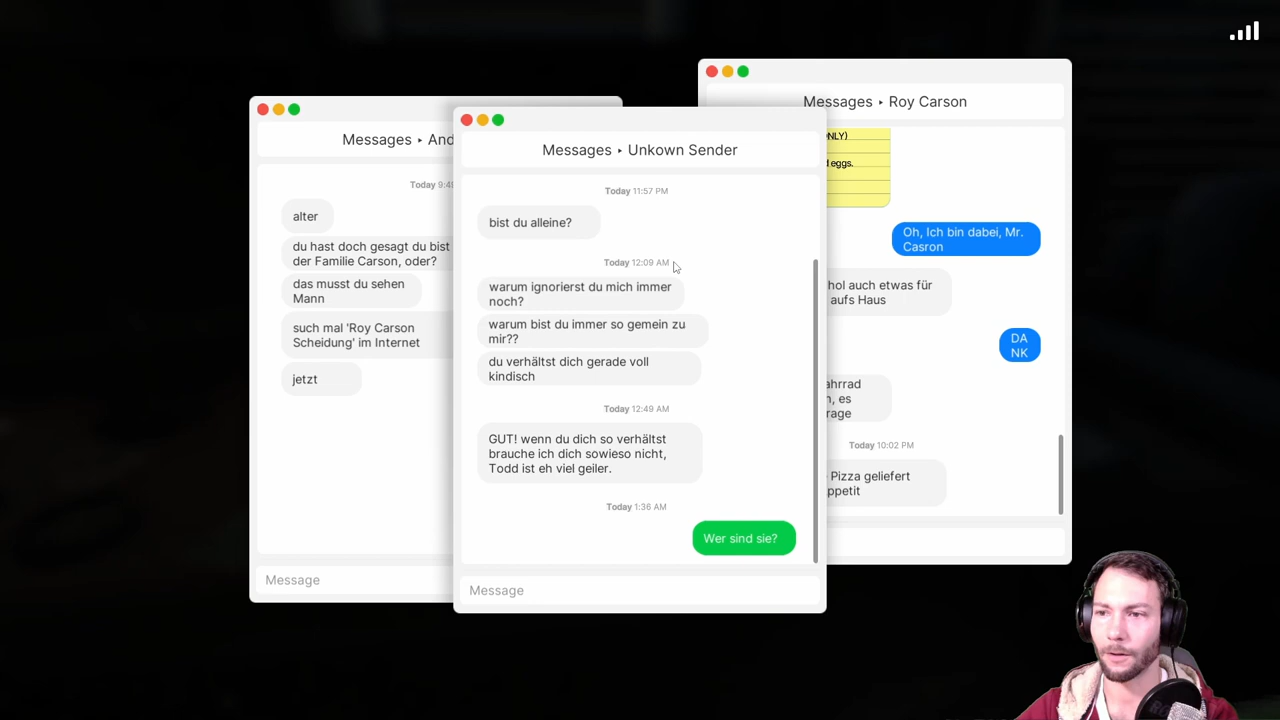 Messages ▸ And
Today 9:4
alter
du hast doch gesagt du bist
der Familie Carson, oder?
das musst du sehen
Mann
such mal 'Roy Carson
Scheidung' im Internet
jetzt
Message
Messages ▸ Unkown Sender
Today 11:57 PM
bist du alleine?
Today 12:09 AM
warum ignorierst du mich immer
noch?
warum bist du immer so gemein zu
mir??
du verhältst dich gerade voll
kindisch
Today 12:49 AM
GUT! wenn du dich so verhältst
brauche ich dich sowieso nicht,
Todd ist eh viel geiler.
Today 1:36 AM
Wer sind sie?
Message
Messages ▸ Roy Carson
NLY)
eggs.
Oh, Ich bin dabei, Mr.
Casron
hol auch etwas für
aufs Haus
DA
NK
ahrrad
, es
rage
Today 10:02 PM
Pizza geliefert
ppetit